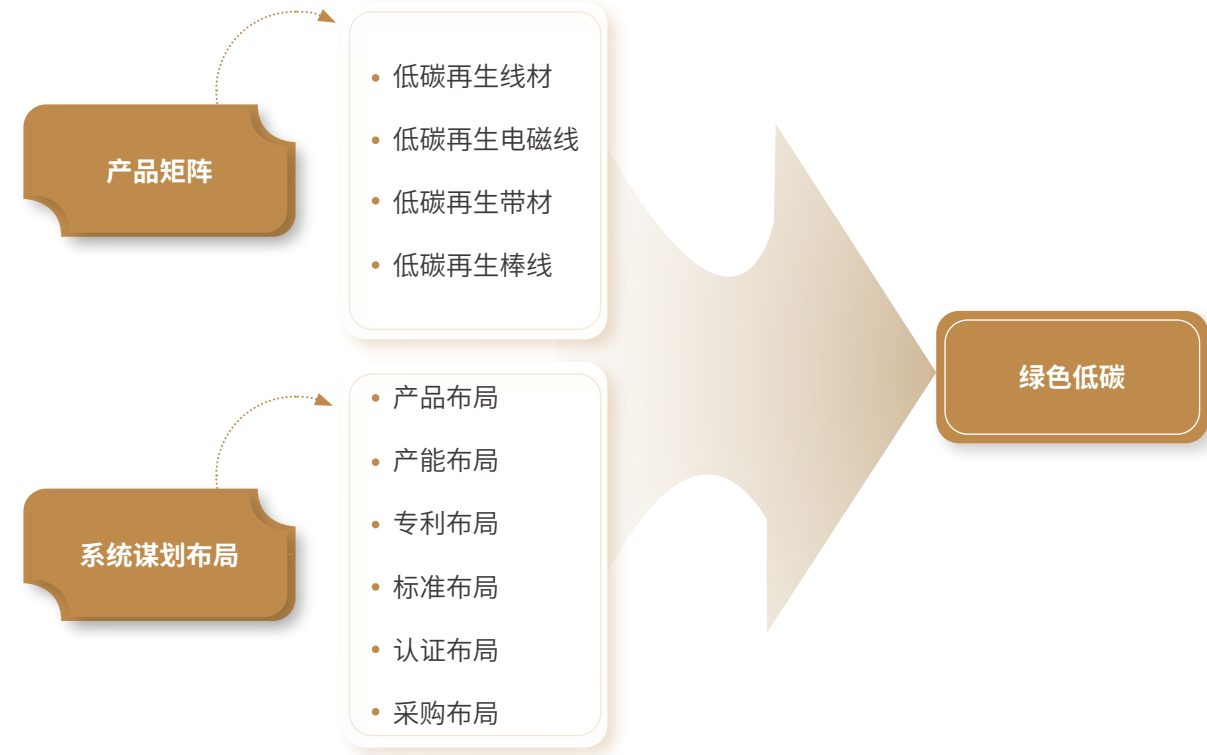 产品矩阵
低碳再生线材
低碳再生电磁线
低碳再生带材
低碳再生棒线
系统谋划布局
产品布局
产能布局
专利布局
标准布局
认证布局
采购布局
绿色低碳